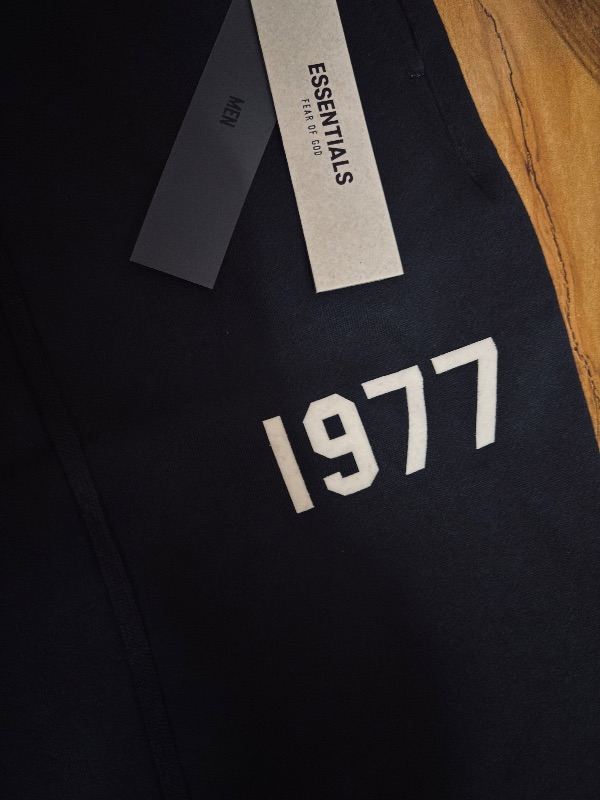 MEN
ESSENTIALS
FEAR OF GOD
1977